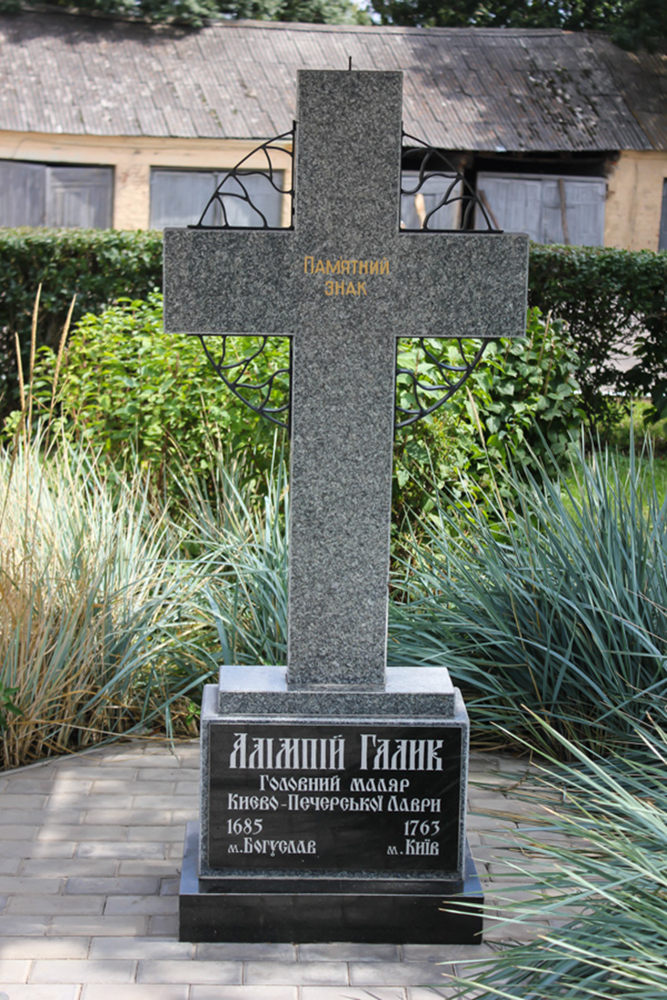 Памятний
знак
Алімпій Галик
Головний маляр
Києво-Печерської Лаври
1685 1763
м.Богуслав м.Київ